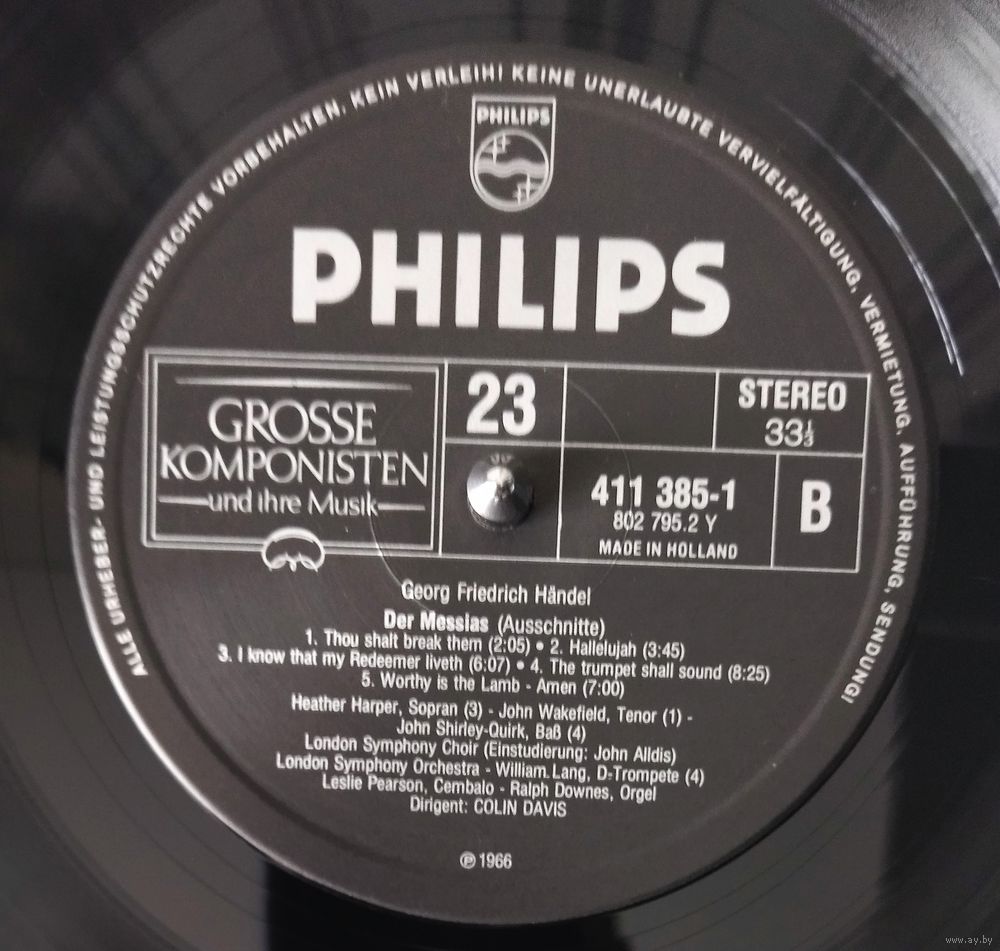 ALLE URHEBER- UND LEISTUNGSSCHUTZRECHTE VORBEHALTEN. KEIN VERLEIH! KEINE UNERLAUBTE VERVIELFÄLTIGUNG, VERMIETUNG, AUFFÜHRUNG, SENDUNG!
PHILIPS
PHILIPS
GROSSE
KOMPONISTEN
und ihre Musik
23
STEREO
33⅓
411 385-1
802 795.2 Y
MADE IN HOLLAND
B
Georg Friedrich Händel
Der Messias (Ausschnitte)
1. Thou shalt break them (2:05) • 2. Hallelujah (3:45)
3. I know that my Redeemer liveth (6:07) • 4. The trumpet shall sound (8:25)
5. Worthy is the Lamb - Amen (7:00)
Heather Harper, Sopran (3) - John Wakefield, Tenor (1) -
John Shirley-Quirk, Baß (4)
London Symphony Choir (Einstudierung: John Alldis)
London Symphony Orchestra - William Lang, D-Trompete (4)
Leslie Pearson, Cembalo - Ralph Downes, Orgel
Dirigent: COLIN DAVIS
℗ 1966
www.ay.by